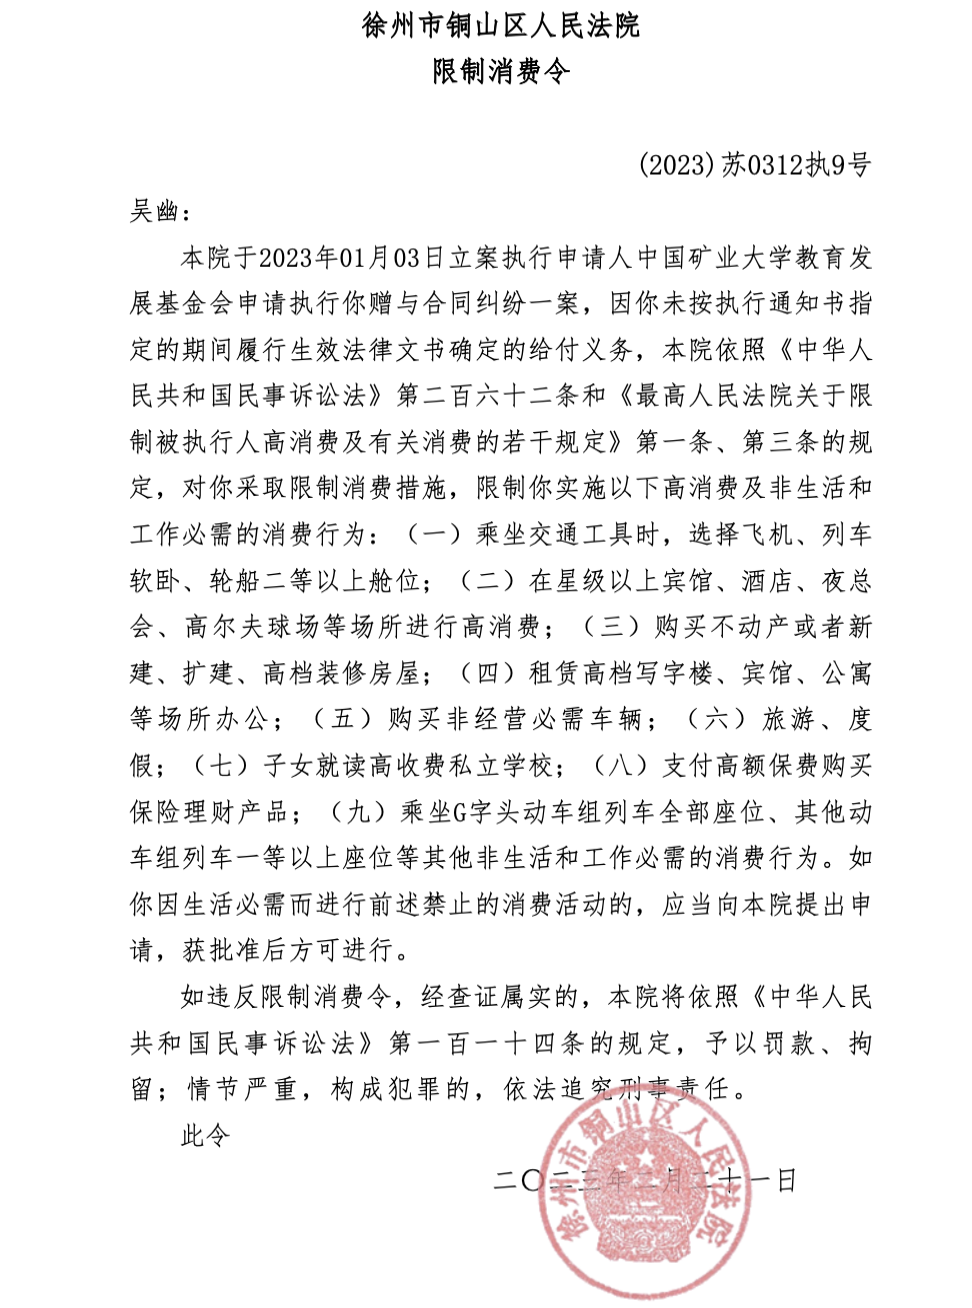 徐州市铜山区人民法院
限制消费令
(2023)苏0312执9号
吴幽：
本院于2023年01月03日立案执行申请人中国矿业大学教育发
展基金会申请执行你赠与合同纠纷一案，因你未按执行通知书指
定的期间履行生效法律文书确定的给付义务，本院依照《中华人
民共和国民事诉讼法》第二百六十二条和《最高人民法院关于限
制被执行人高消费及有关消费的若干规定》第一条、第三条的规
定，对你采取限制消费措施，限制你实施以下高消费及非生活和
工作必需的消费行为：（一）乘坐交通工具时，选择飞机、列车
软卧、轮船二等以上舱位；（二）在星级以上宾馆、酒店、夜总
会、高尔夫球场等场所进行高消费；（三）购买不动产或者新
建、扩建、高档装修房屋；（四）租赁高档写字楼、宾馆、公寓
等场所办公；（五）购买非经营必需车辆；（六）旅游、度
假；（七）子女就读高收费私立学校；（八）支付高额保费购买
保险理财产品；（九）乘坐G字头动车组列车全部座位、其他动
车组列车一等以上座位等其他非生活和工作必需的消费行为。如
你因生活必需而进行前述禁止的消费活动的，应当向本院提出申
请，获批准后方可进行。
如违反限制消费令，经查证属实的，本院将依照《中华人民
共和国民事诉讼法》第一百一十四条的规定，予以罚款、拘
留；情节严重，构成犯罪的，依法追究刑事责任。
此令
二〇二三年二月二十一日
徐州市铜山区人民法院